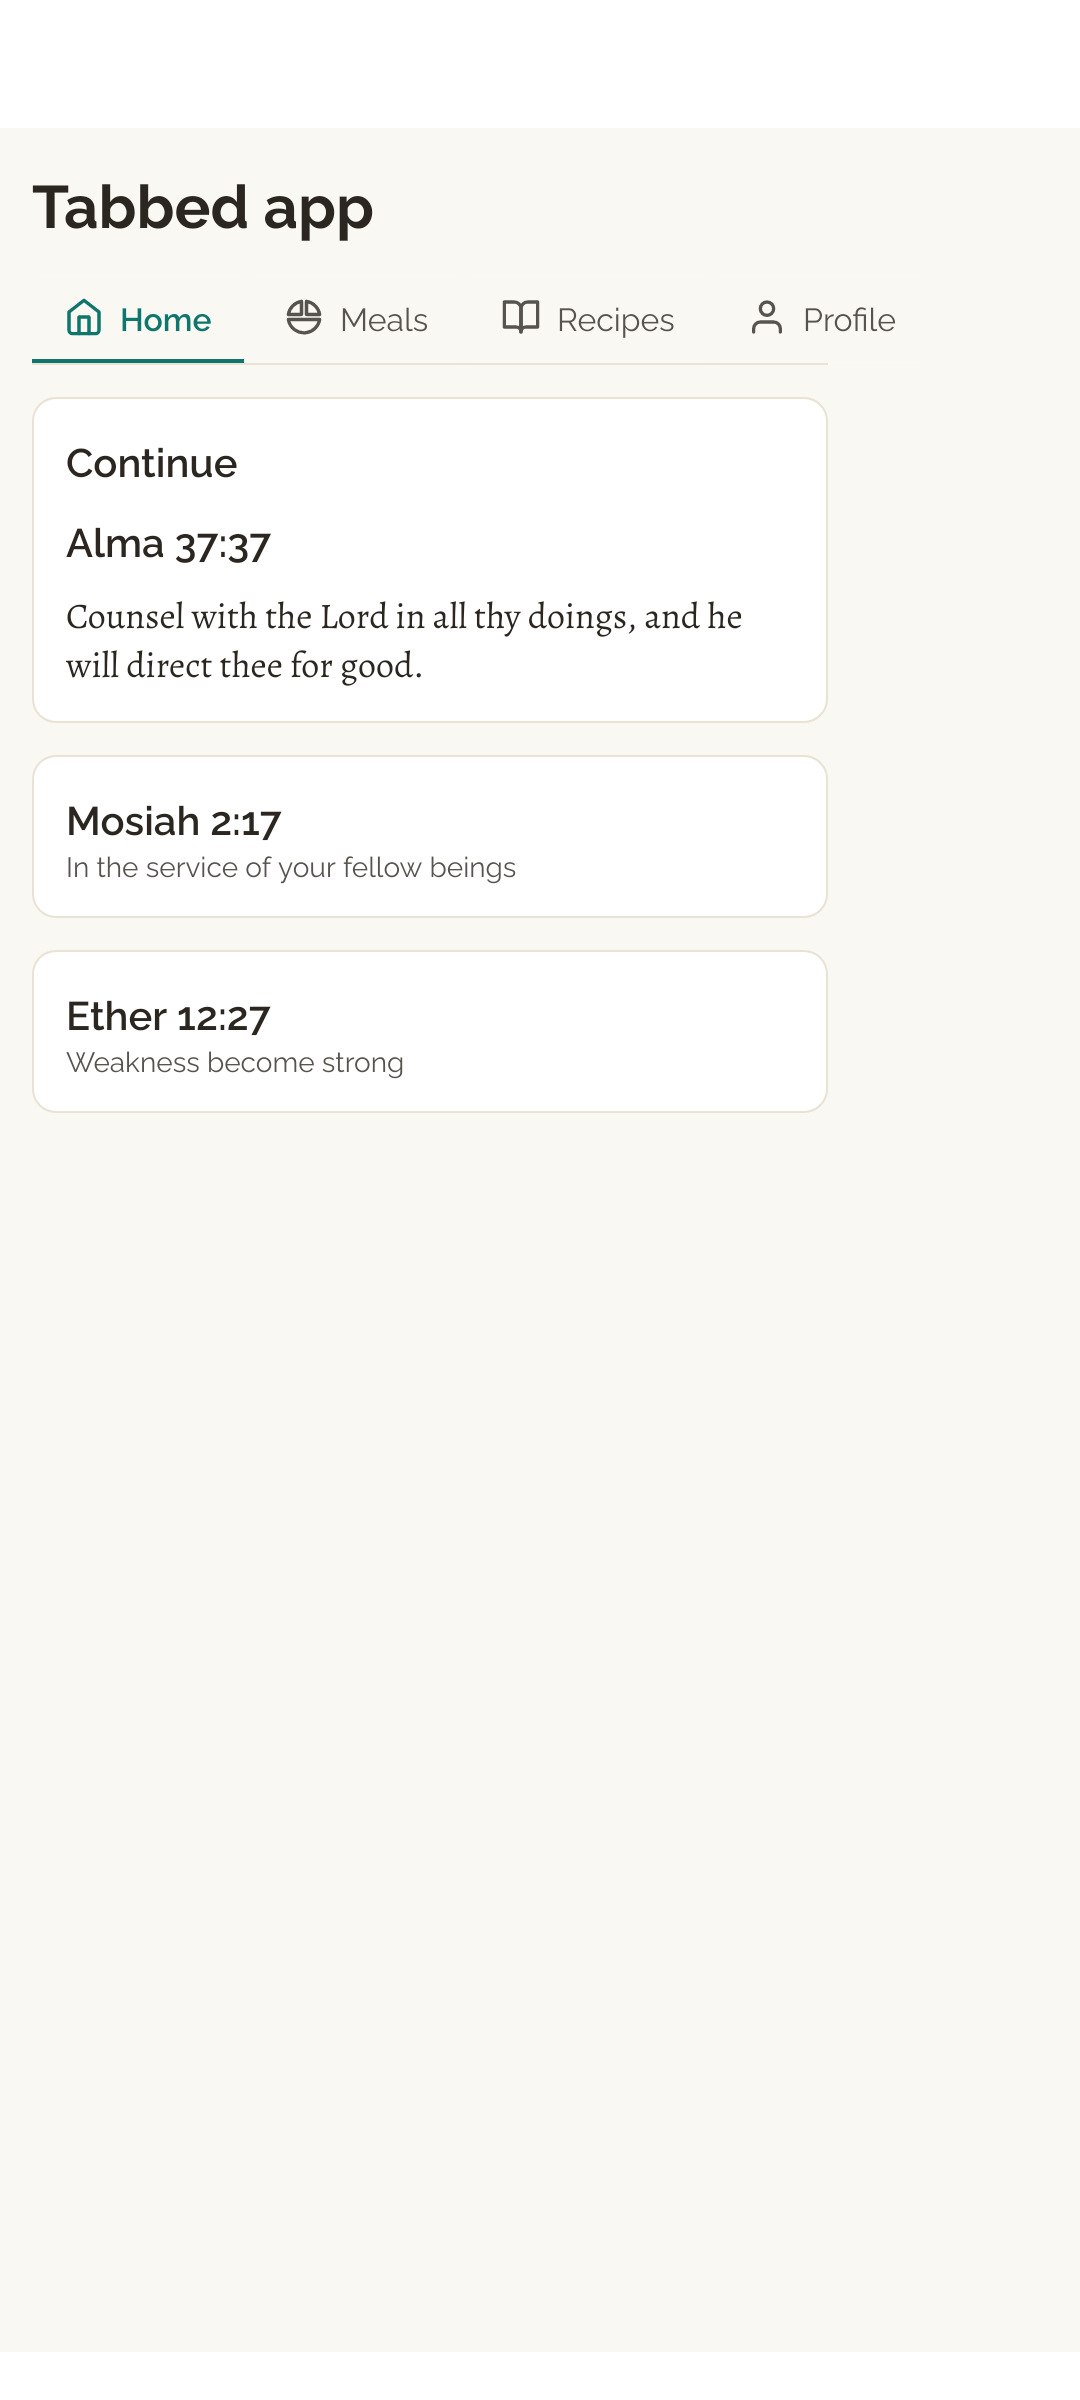 Tabbed app
Home Meals Recipes Profile
Continue
Alma 37:37
Counsel with the Lord in all thy doings, and he
will direct thee for good.
Mosiah 2:17
In the service of your fellow beings
Ether 12:27
Weakness become strong